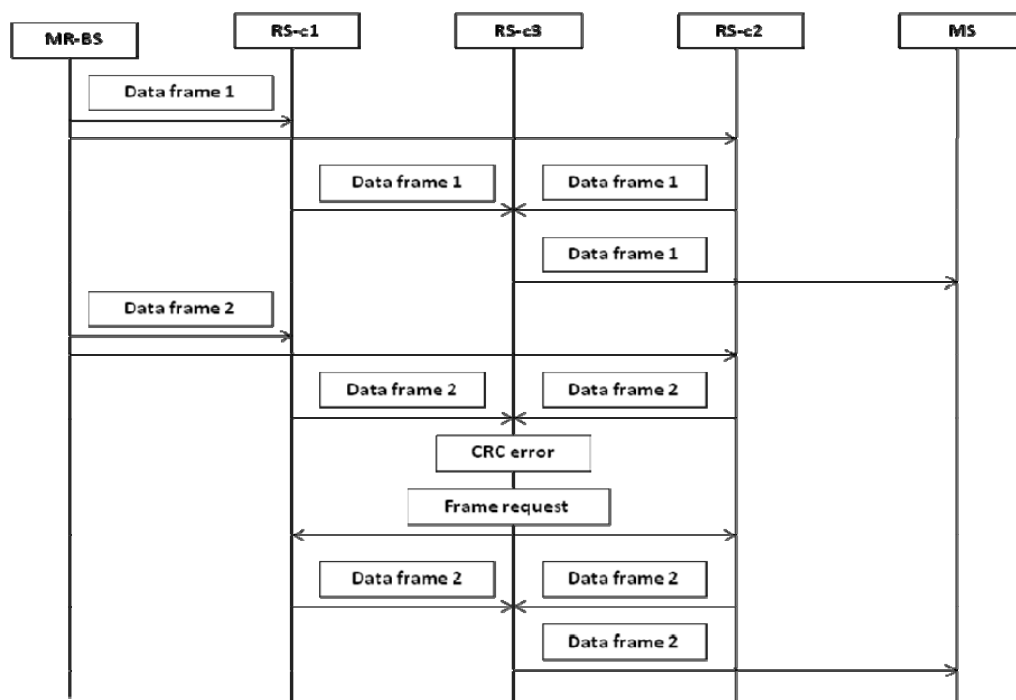 MR-BS
RS-c1
RS-c3
RS-c2
MS
Data frame 1
Data frame 1
Data frame 1
Data frame 1
Data frame 2
Data frame 2
Data frame 2
CRC error
Frame request
Data frame 2
Data frame 2
Data frame 2